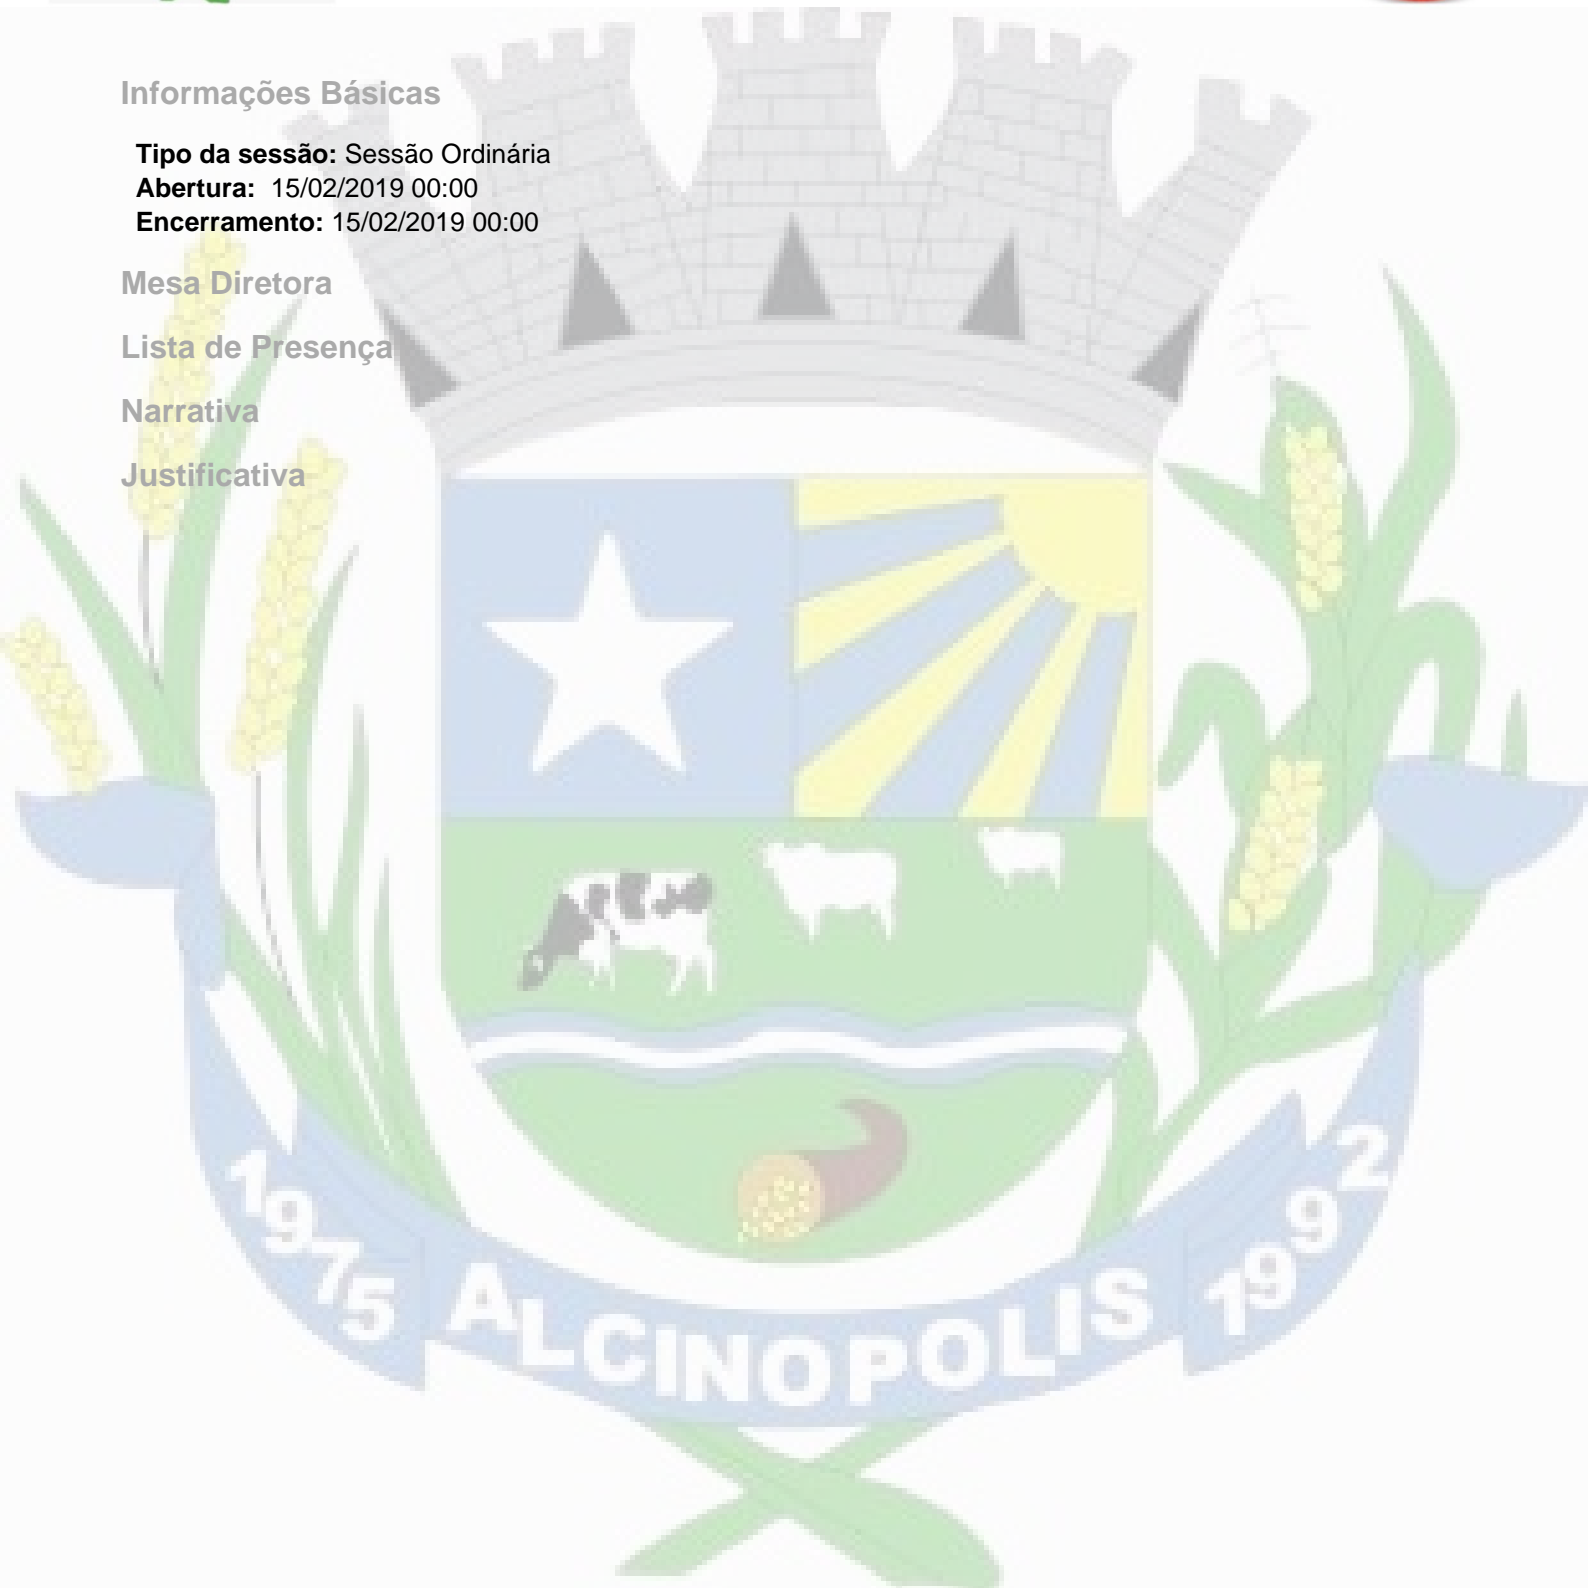 Informações Básicas
Tipo da sessão: Sessão Ordinária
Abertura: 15/02/2019 00:00
Encerramento: 15/02/2019 00:00
Mesa Diretora
Lista de Presença
Narrativa
Justificativa
1975 ALCINOPOLIS 1992